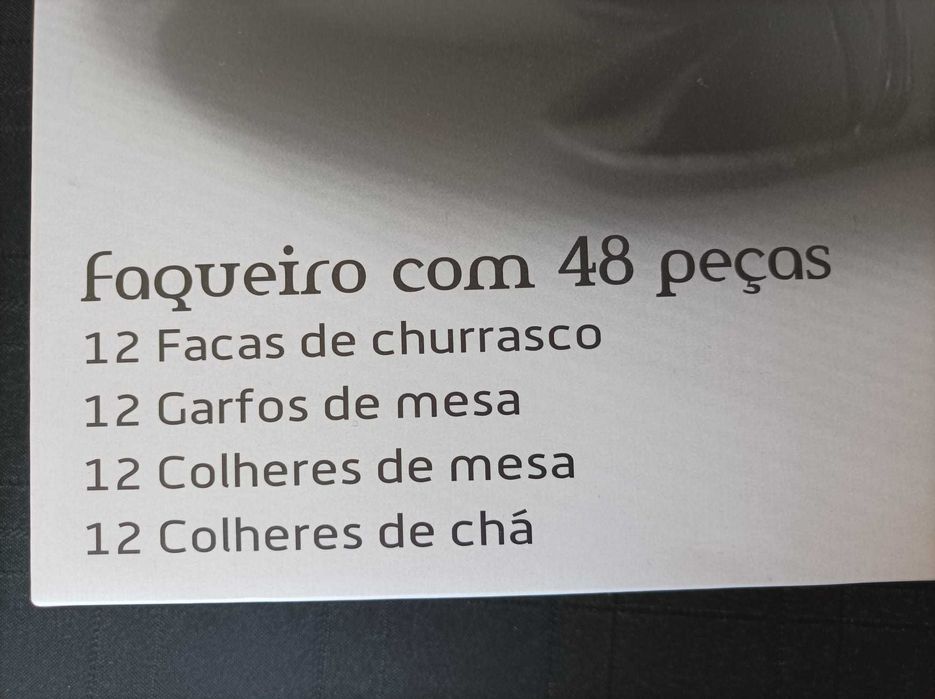 faqueiro com 48 peças
12 Facas de churrasco
12 Garfos de mesa
12 Colheres de mesa
12 Colheres de chá